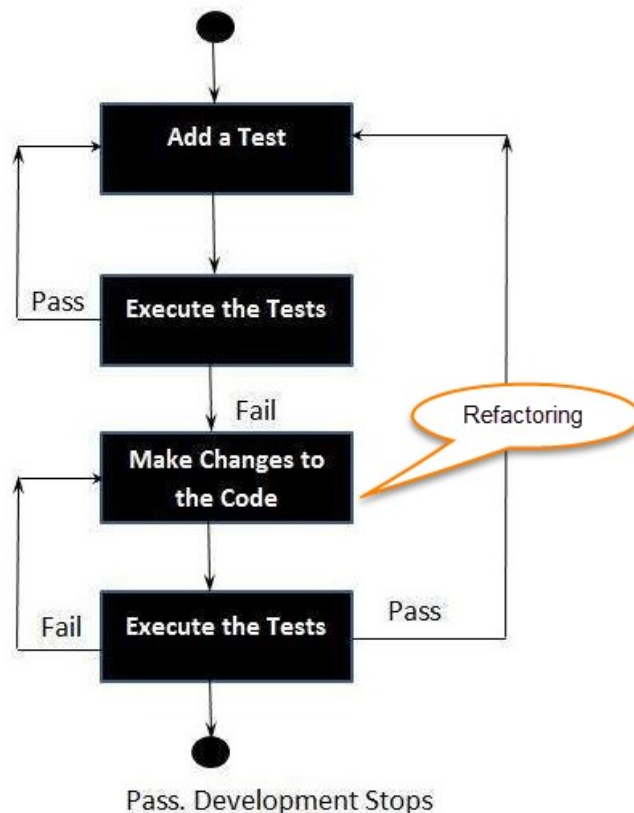 Add a Test
Pass
Execute the Tests
Fail
Refactoring
Make Changes to
the Code
Fail
Execute the Tests
Pass
Pass. Development Stops